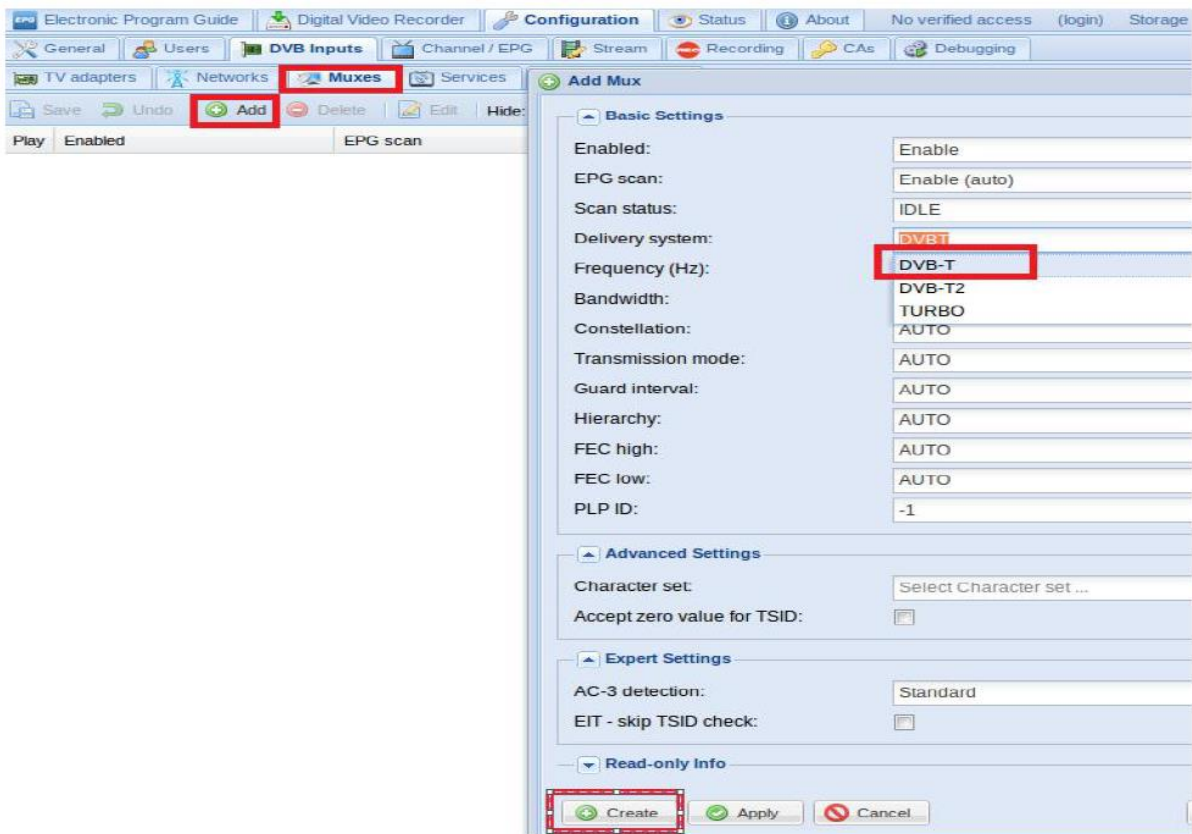 EPG Electronic Program Guide Digital Video Recorder Configuration Status About No verified access (login) Storage
General Users DVB Inputs Channel / EPG Stream Recording CAs Debugging
TV adapters Networks Muxes Services
Save Undo Add Delete Edit Hide:
Play Enabled EPG scan
Add Mux
Basic Settings
Enabled: Enable
EPG scan: Enable (auto)
Scan status: IDLE
Delivery system: DVBT
DVB-T
DVB-T2
TURBO
Frequency (Hz):
Bandwidth:
Constellation: AUTO
Transmission mode: AUTO
Guard interval: AUTO
Hierarchy: AUTO
FEC high: AUTO
FEC low: AUTO
PLP ID: -1
Advanced Settings
Character set: Select Character set ...
Accept zero value for TSID:
Expert Settings
AC-3 detection: Standard
EIT - skip TSID check:
Read-only Info
Create Apply Cancel